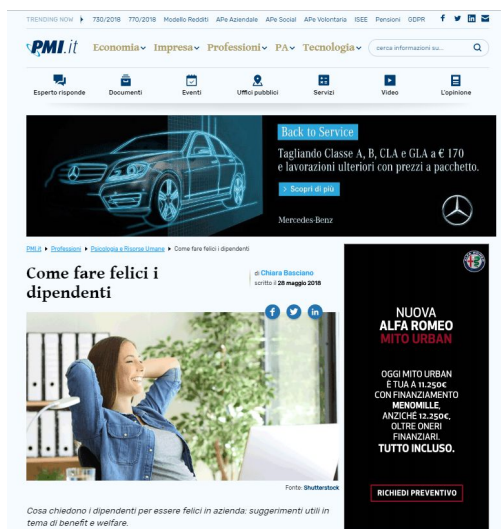 TRENDING NOW 730/2018 770/2018 Modello Redditi APe Aziendale APe Social APe Volontaria ISEE Pensioni GDPR
PMI.it Economia Impresa Professioni PA Tecnologia cerca informazioni su...
Esperto risponde Documenti Eventi Uffici pubblici Servizi Video L'opinione
Back to Service
Tagliando Classe A, B, CLA e GLA a € 170
e lavorazioni ulteriori con prezzi a pacchetto.
> Scopri di più
Mercedes-Benz
PMI.it Professioni Psicologia e Risorse Umane Come fare felici i dipendenti
Come fare felici i
dipendenti
di Chiara Basciano
scritto il 28 maggio 2018
Fonte: Shutterstock
Cosa chiedono i dipendenti per essere felici in azienda: suggerimenti utili in
tema di benefit e welfare.
NUOVA
ALFA ROMEO
MITO URBAN
OGGI MITO URBAN
È TUA A 11.250€
CON FINANZIAMENTO
MENOMILLE,
ANZICHÉ 12.250€,
OLTRE ONERI
FINANZIARI.
TUTTO INCLUSO.
RICHIEDI PREVENTIVO